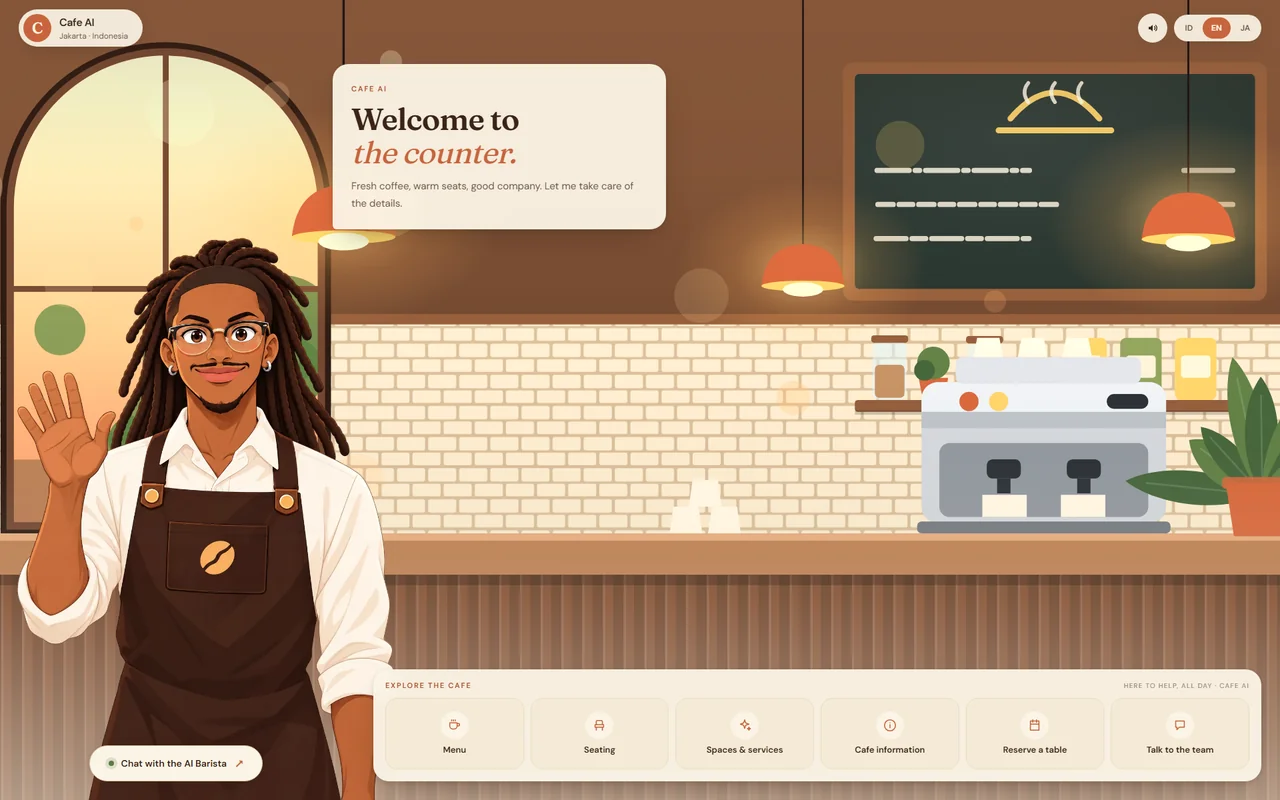 C
Cafe AI
Jakarta · Indonesia
ID EN JA
CAFE AI
Welcome to
the counter.
Fresh coffee, warm seats, good company. Let me take care of
the details.
EXPLORE THE CAFE
HERE TO HELP, ALL DAY · CAFE AI
Menu
Seating
Spaces & services
Cafe information
Reserve a table
Talk to the team
Chat with the AI Barista ↗